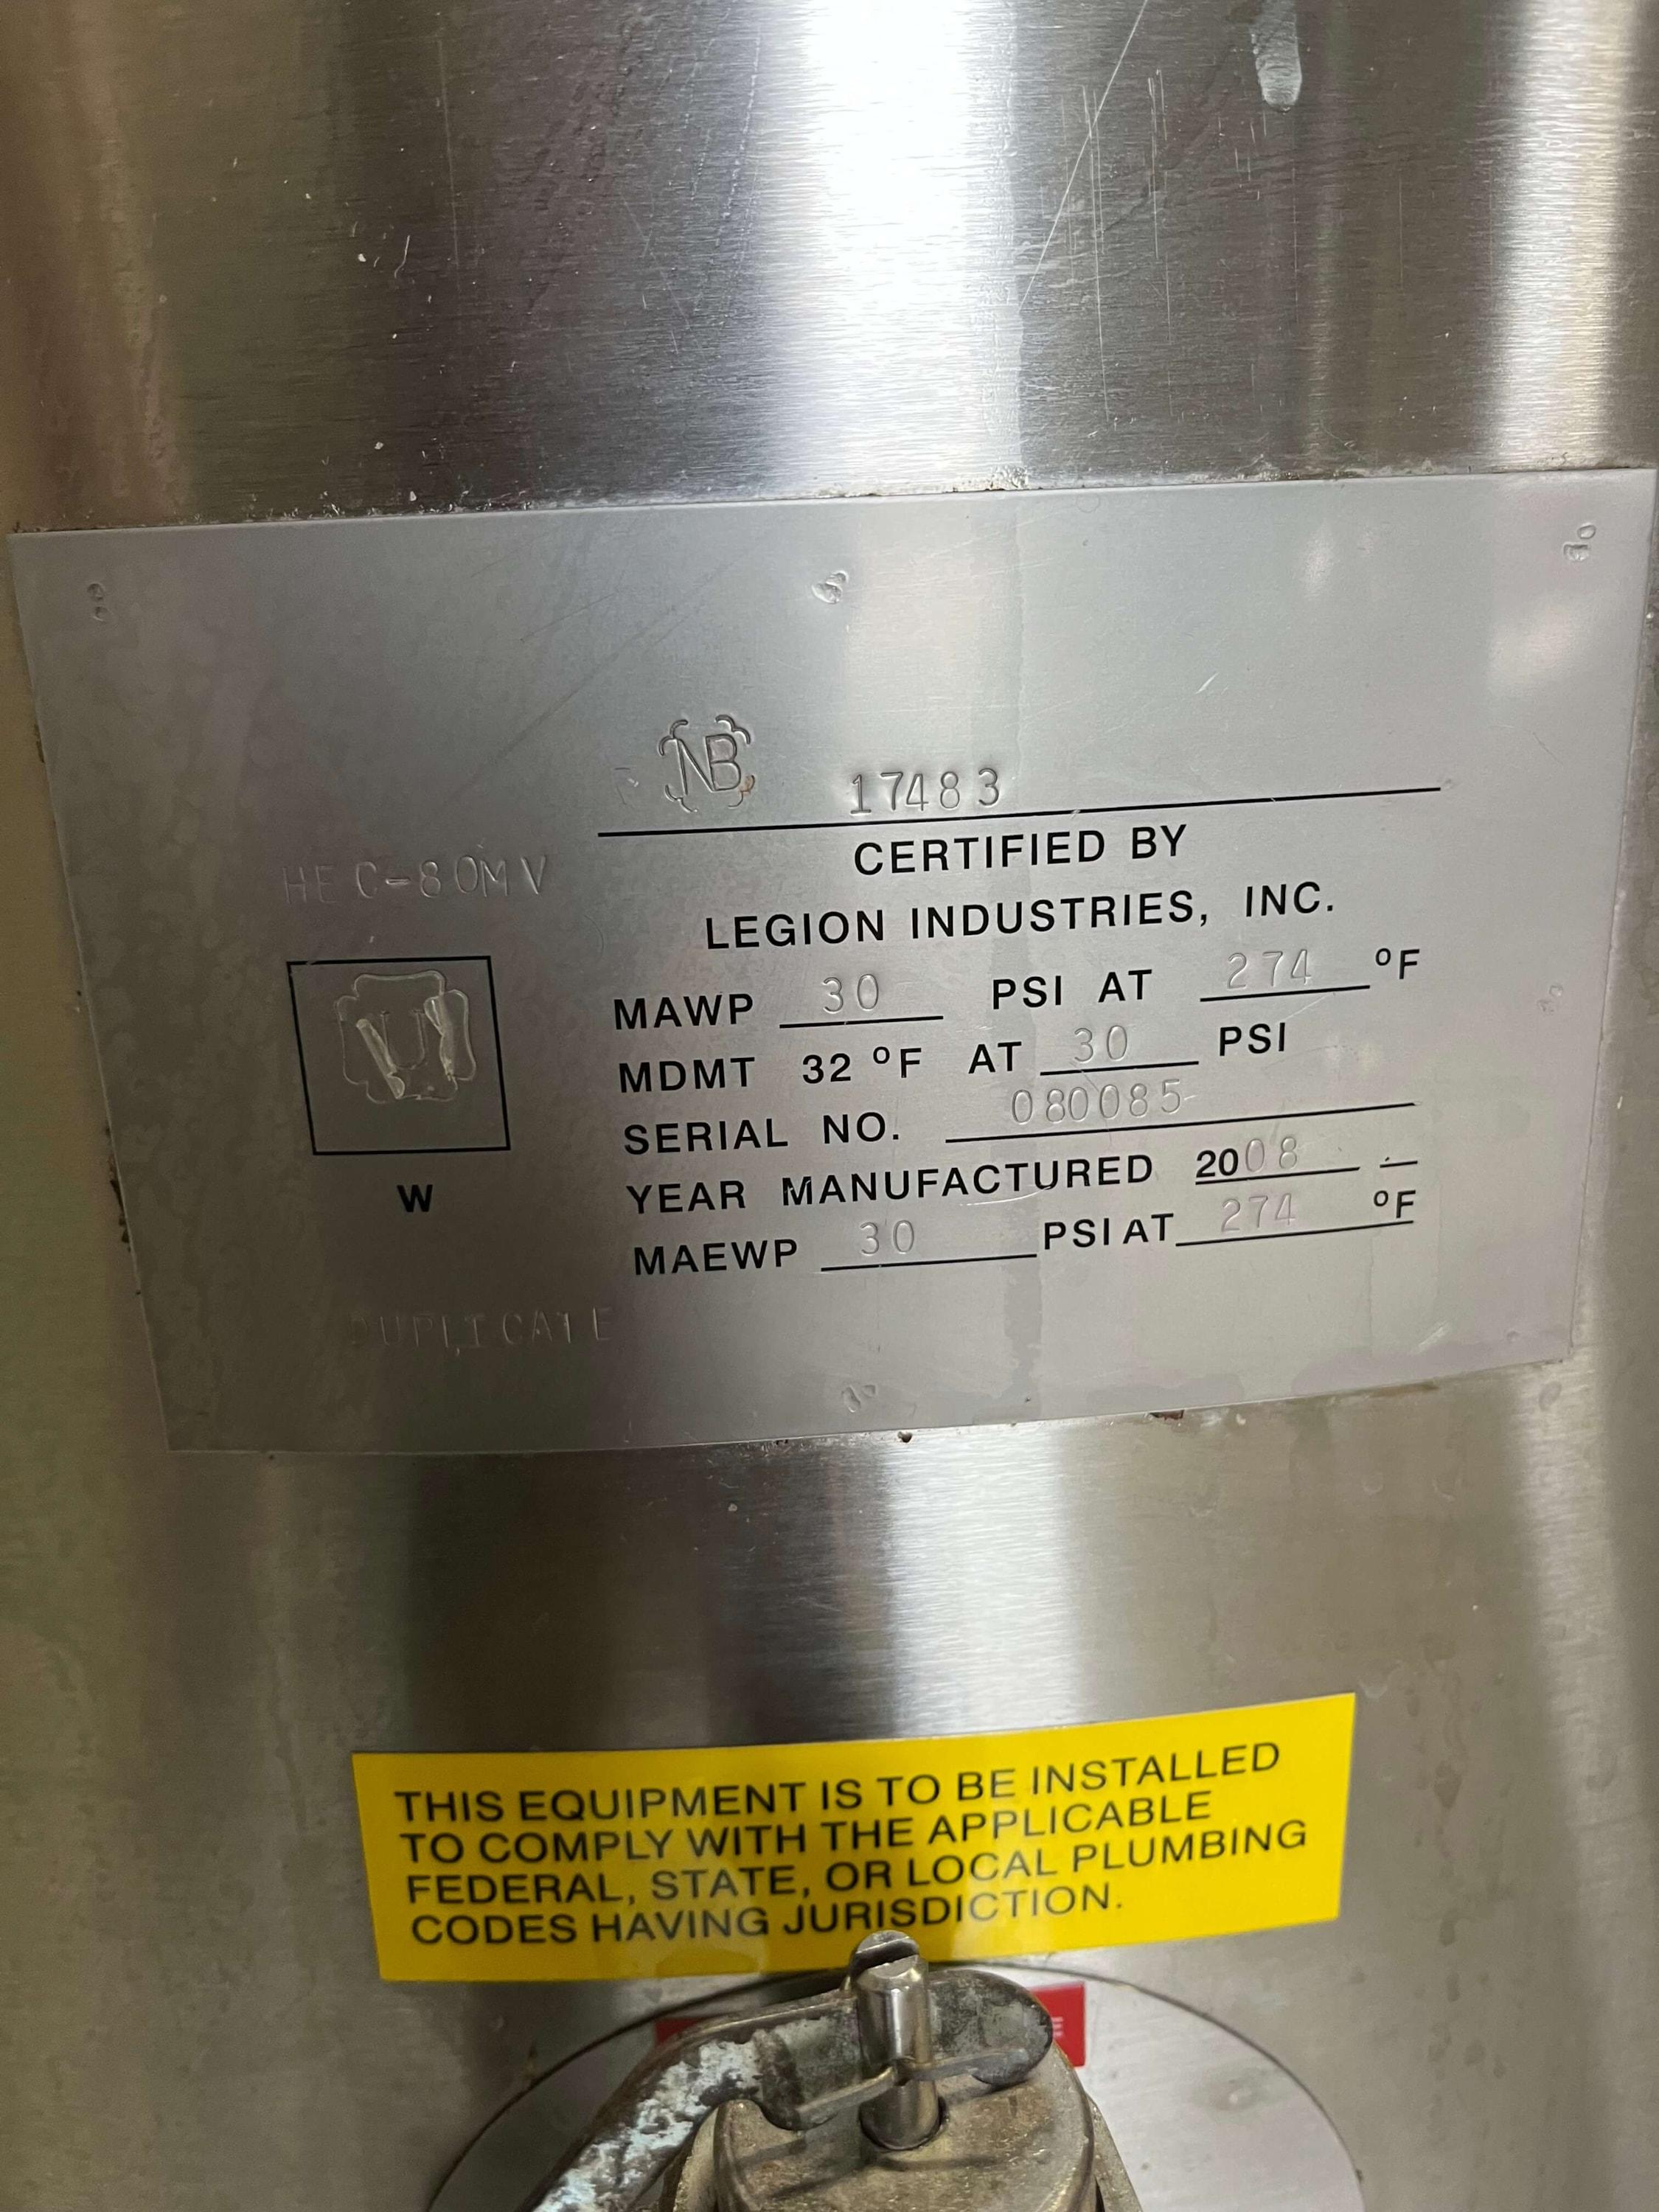 NB 17483
CERTIFIED BY
HEC-80MV
LEGION INDUSTRIES, INC.
U
W
MAWP 30 PSI AT 274 °F
MDMT 32 °F AT 30 PSI
SERIAL NO. 080085-
YEAR MANUFACTURED 2008
MAEWP 30 PSI AT 274 °F
DUPLICATE
THIS EQUIPMENT IS TO BE INSTALLED
TO COMPLY WITH THE APPLICABLE
FEDERAL, STATE, OR LOCAL PLUMBING
CODES HAVING JURISDICTION.